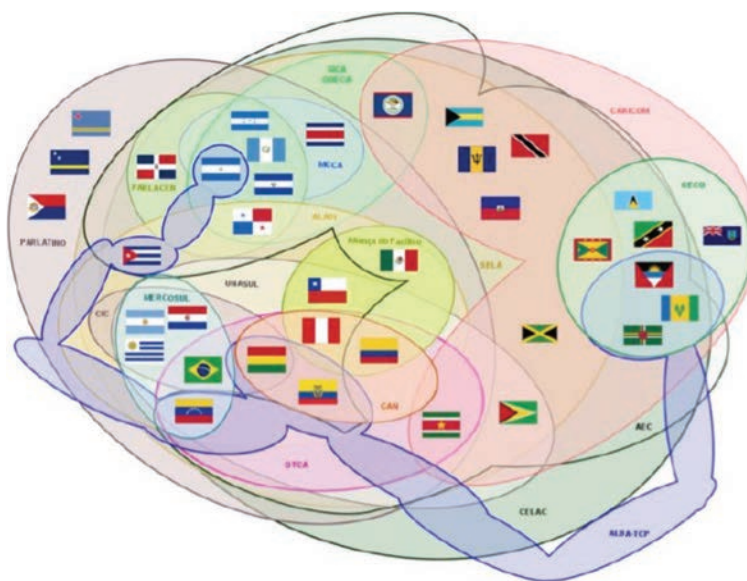 SICA
ODECA
CARICOM
PARLACEN
MCCA
OECO
ALADI
Aliança do Pacífico
PARLATINO
SELA
UNASUL
MERCOSUL
CIC
CAN
AEC
OTCA
CELAC
ALBA-TCP